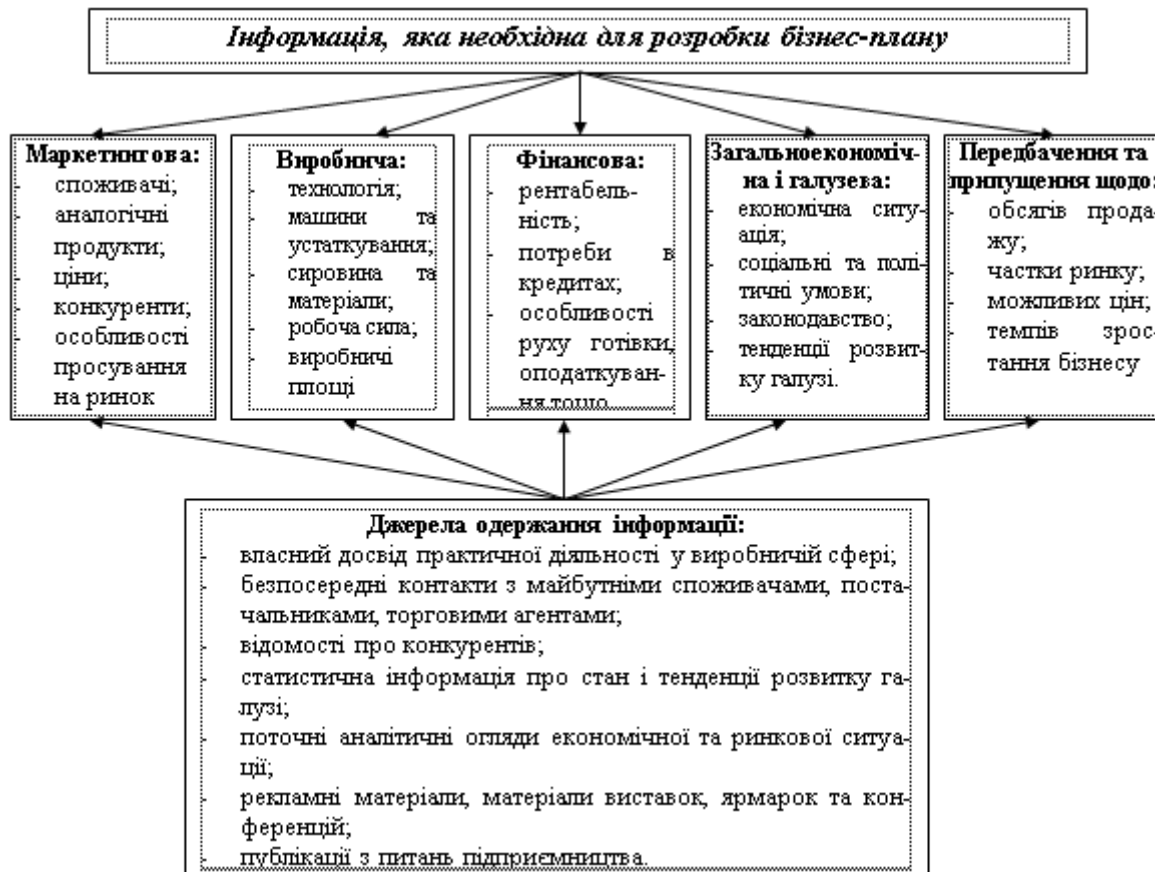 Інформація, яка необхідна для розробки бізнес-плану
Маркетингова:
- споживачі;
- аналогічні
продукти;
- ціни;
- конкуренти;
- особливості
просування
на ринок
Виробнича:
- технологія;
- машини та
устаткування;
- сировина та
матеріали;
- робоча сила;
- виробничі
площі
Фінансова:
- рентабель-
ність;
- потреби в
кредитах;
- особливості
руху готівки,
оподаткуван-
ня тощо
Загальноекономіч-
на і галузева:
- економічна ситу-
ація;
- соціальні та полі-
тичні умови;
- законодавство;
- тенденції розвит-
ку галузі.
Передбачення та
припущення щодо:
- обсягів прода-
жу;
- частки ринку;
- можливих цін;
- темпів зрос-
тання бізнесу
Джерела одержання інформації:
- власний досвід практичної діяльності у виробничій сфері;
- безпосередні контакти з майбутніми споживачами, поста-
чальниками, торговими агентами;
- відомості про конкурентів;
- статистична інформація про стан і тенденції розвитку га-
лузі;
- поточні аналітичні огляди економічної та ринкової ситуа-
ції;
- рекламні матеріали, матеріали виставок, ярмарок та кон-
ференцій;
- публікації з питань підприємництва.